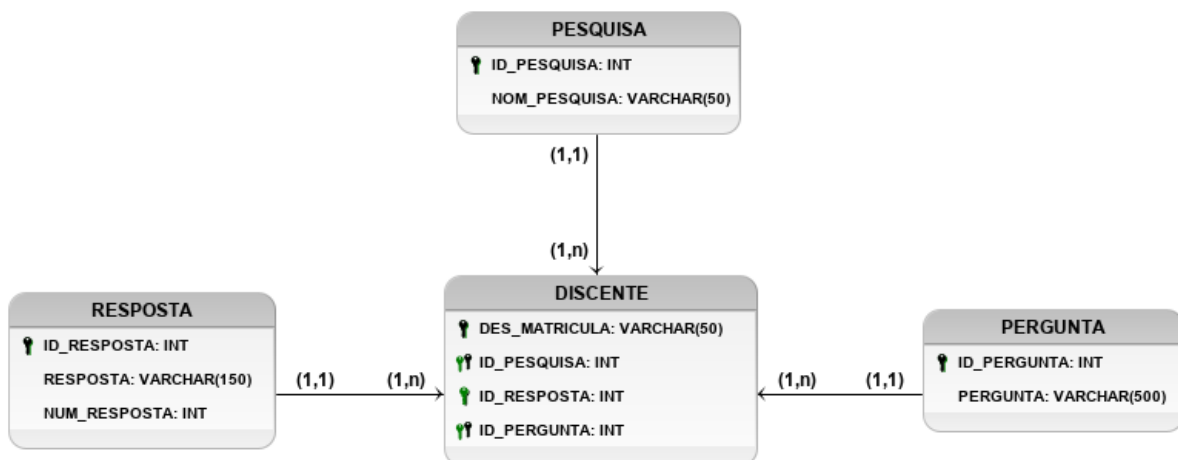 PESQUISA
ID_PESQUISA: INT
NOM_PESQUISA: VARCHAR(50)
(1,1)
(1,n)
RESPOSTA
ID_RESPOSTA: INT
RESPOSTA: VARCHAR(150)
NUM_RESPOSTA: INT
(1,1)
(1,n)
DISCENTE
DES_MATRICULA: VARCHAR(50)
ID_PESQUISA: INT
ID_RESPOSTA: INT
ID_PERGUNTA: INT
(1,n)
(1,1)
PERGUNTA
ID_PERGUNTA: INT
PERGUNTA: VARCHAR(500)